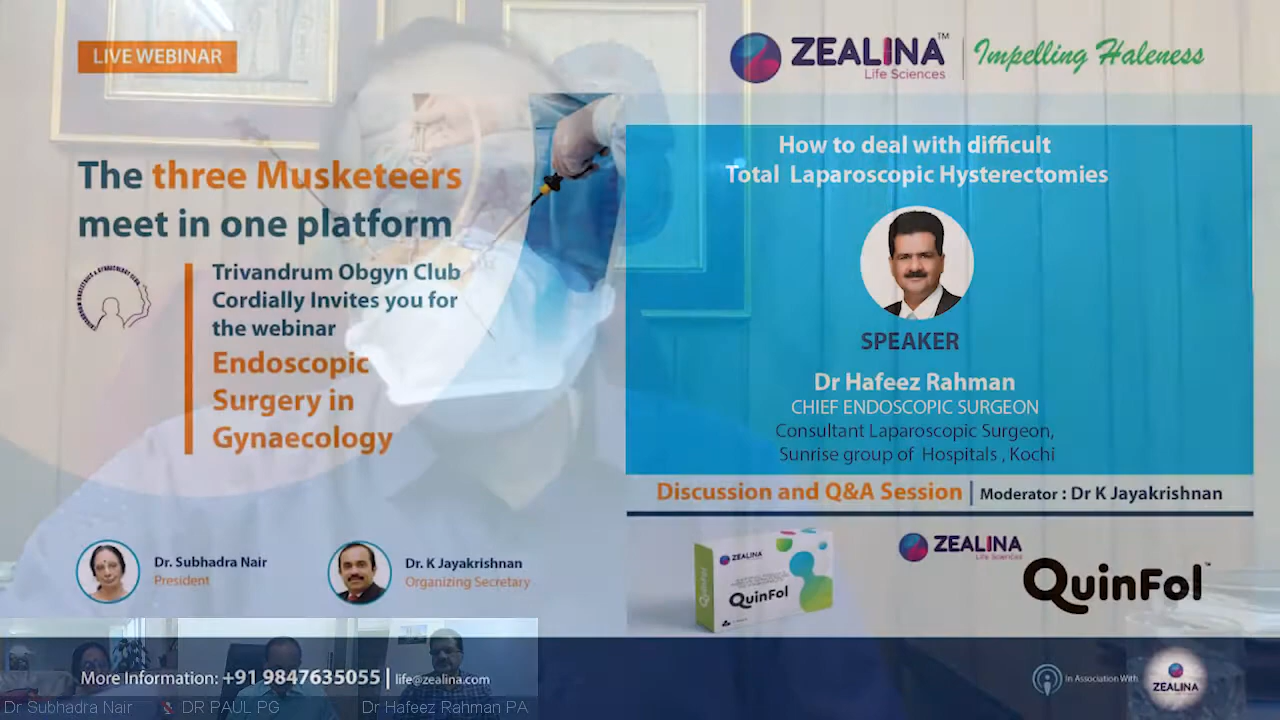 LIVE WEBINAR
ZEALINA™
Life Sciences
Impelling Haleness
The three Musketeers
meet in one platform
Trivandrum Obgyn Club
Cordially Invites you for
the webinar
Endoscopic
Surgery in
Gynaecology
How to deal with difficult
Total Laparoscopic Hysterectomies
SPEAKER
Dr Hafeez Rahman
CHIEF ENDOSCOPIC SURGEON
Consultant Laparoscopic Surgeon,
Sunrise group of Hospitals , Kochi
Discussion and Q&A Session | Moderator : Dr K Jayakrishnan
Dr. Subhadra Nair
President
Dr. K Jayakrishnan
Organizing Secretary
ZEALINA
QuinFol
QuinFol
ZEALINA
Life Sciences
QuinFol™
More Information: +91 9847635055 | life@zealina.com
In Association With
ZEALINA
Dr Subhadra Nair
DR PAUL PG
Dr Hafeez Rahman PA